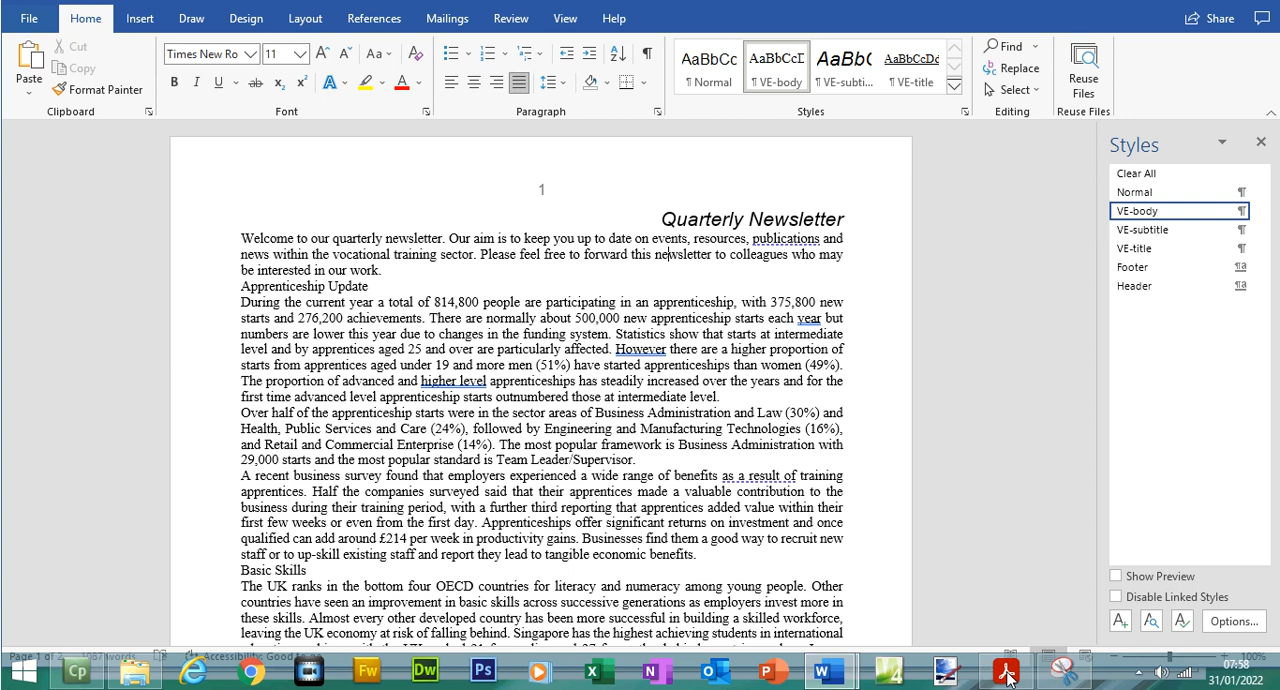 File Home Insert Draw Design Layout References Mailings Review View Help Share
Paste
Cut
Copy
Format Painter
Clipboard
Times New Ro 11 A A Aa A
B I U ab x₂ x² A A
Font
Paragraph
AaBbCc AaBbCcD AaBb( AaBbCcDc
¶ Normal ¶ VE-body ¶ VE-subti... ¶ VE-title
Styles
Find
Replace
Select
Editing
Reuse
Files
Reuse Files
1
Quarterly Newsletter
Welcome to our quarterly newsletter. Our aim is to keep you up to date on events, resources, publications and
news within the vocational training sector. Please feel free to forward this newsletter to colleagues who may
be interested in our work.
Apprenticeship Update
During the current year a total of 814,800 people are participating in an apprenticeship, with 375,800 new
starts and 276,200 achievements. There are normally about 500,000 new apprenticeship starts each year but
numbers are lower this year due to changes in the funding system. Statistics show that starts at intermediate
level and by apprentices aged 25 and over are particularly affected. However there are a higher proportion of
starts from apprentices aged under 19 and more men (51%) have started apprenticeships than women (49%).
The proportion of advanced and higher level apprenticeships has steadily increased over the years and for the
first time advanced level apprenticeship starts outnumbered those at intermediate level.
Over half of the apprenticeship starts were in the sector areas of Business Administration and Law (30%) and
Health, Public Services and Care (24%), followed by Engineering and Manufacturing Technologies (16%),
and Retail and Commercial Enterprise (14%). The most popular framework is Business Administration with
29,000 starts and the most popular standard is Team Leader/Supervisor.
A recent business survey found that employers experienced a wide range of benefits as a result of training
apprentices. Half the companies surveyed said that their apprentices made a valuable contribution to the
business during their training period, with a further third reporting that apprentices added value within their
first few weeks or even from the first day. Apprenticeships offer significant returns on investment and once
qualified can add around £214 per week in productivity gains. Businesses find them a good way to recruit new
staff or to up-skill existing staff and report they lead to tangible economic benefits.
Basic Skills
The UK ranks in the bottom four OECD countries for literacy and numeracy among young people. Other
countries have seen an improvement in basic skills across successive generations as employers invest more in
these skills. Almost every other developed country has been more successful in building a skilled workforce,
leaving the UK economy at risk of falling behind. Singapore has the highest achieving students in international
Styles
Clear All
Normal ¶
VE-body ¶
VE-subtitle ¶
VE-title ¶
Footer ¶a
Header ¶a
Show Preview
Disable Linked Styles
Options...
Page 1 of 2 1087 words Accessibility: Good to go 100%
Cp Fw Dw Ps X N O P W
07:58
31/01/2022